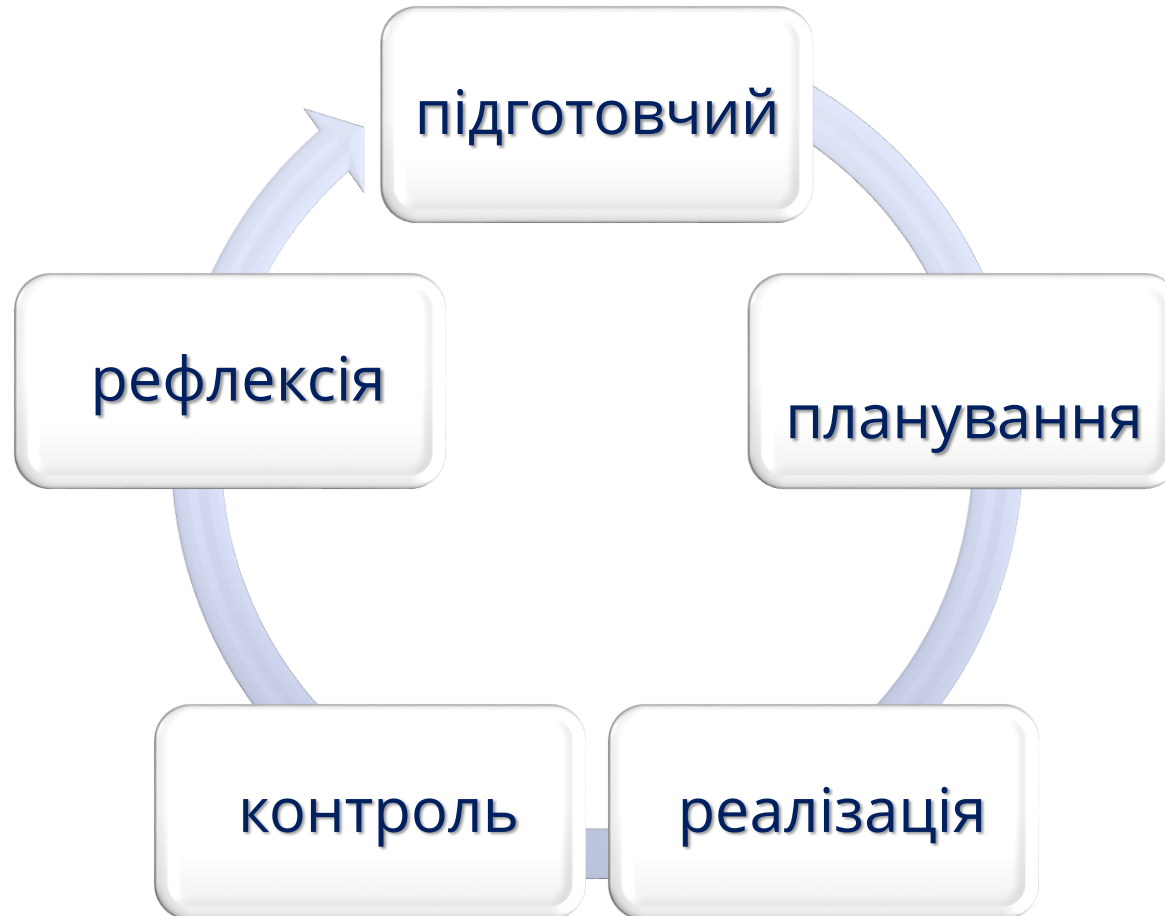 підготовчий
планування
реалізація
контроль
рефлексія